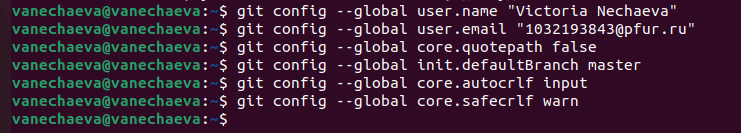 vanechaeva@vanechaeva:~$ git config --global user.name "Victoria Nechaeva"
vanechaeva@vanechaeva:~$ git config --global user.email "1032193843@pfur.ru"
vanechaeva@vanechaeva:~$ git config --global core.quotepath false
vanechaeva@vanechaeva:~$ git config --global init.defaultBranch master
vanechaeva@vanechaeva:~$ git config --global core.autocrlf input
vanechaeva@vanechaeva:~$ git config --global core.safecrlf warn
vanechaeva@vanechaeva:~$